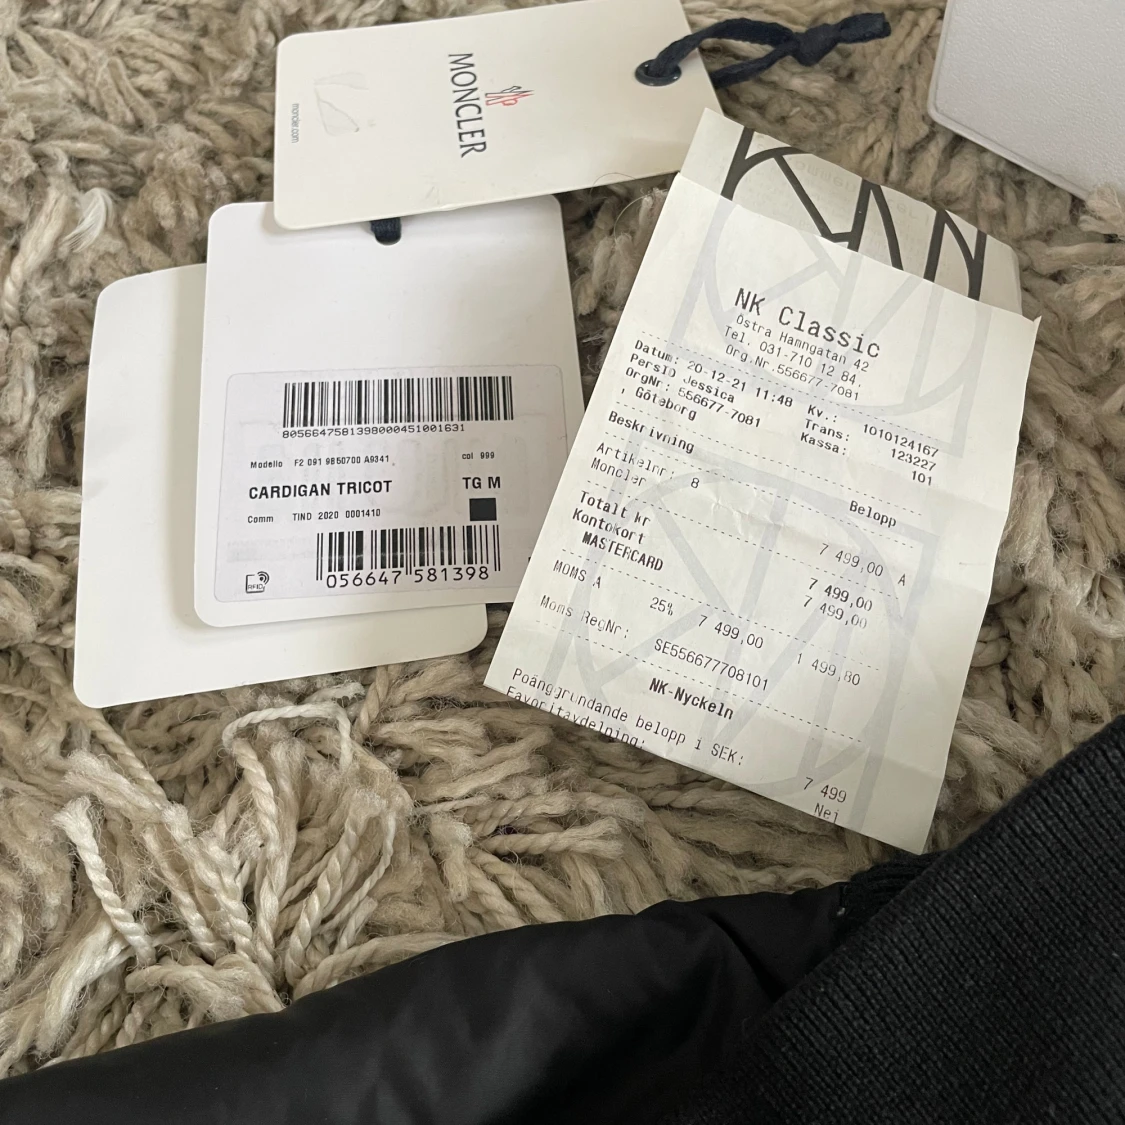 MONCLER
moncler.com
8056647581398000451001631
Modello F2 091 9B50700 A9341 col 999
CARDIGAN TRICOT TG M
Comm TIND 2020 0001410
RFID
056647 581398
NK Classic
Östra Hamngatan 42
Tel. 031-710 12 84.
Org.Nr.556677-7081
Datum: 20-12-21 11:48 Kv.: 1010124167
PersID Jessica Trans: 123227
OrgNr: 556677-7081 Kassa: 101
, Göteborg
Beskrivning Belopp
Artikelnr. 8
Moncler 7 499,00 A
Totalt kr 7 499,00
Kontokort 7 499,00
MASTERCARD
MOMS A 25% 7 499,00 1 499,80
Moms RegNr: SE556677708101
NK-Nyckeln
Poänggrundande belopp i SEK: 7 499
Favoritavdelning: Nej